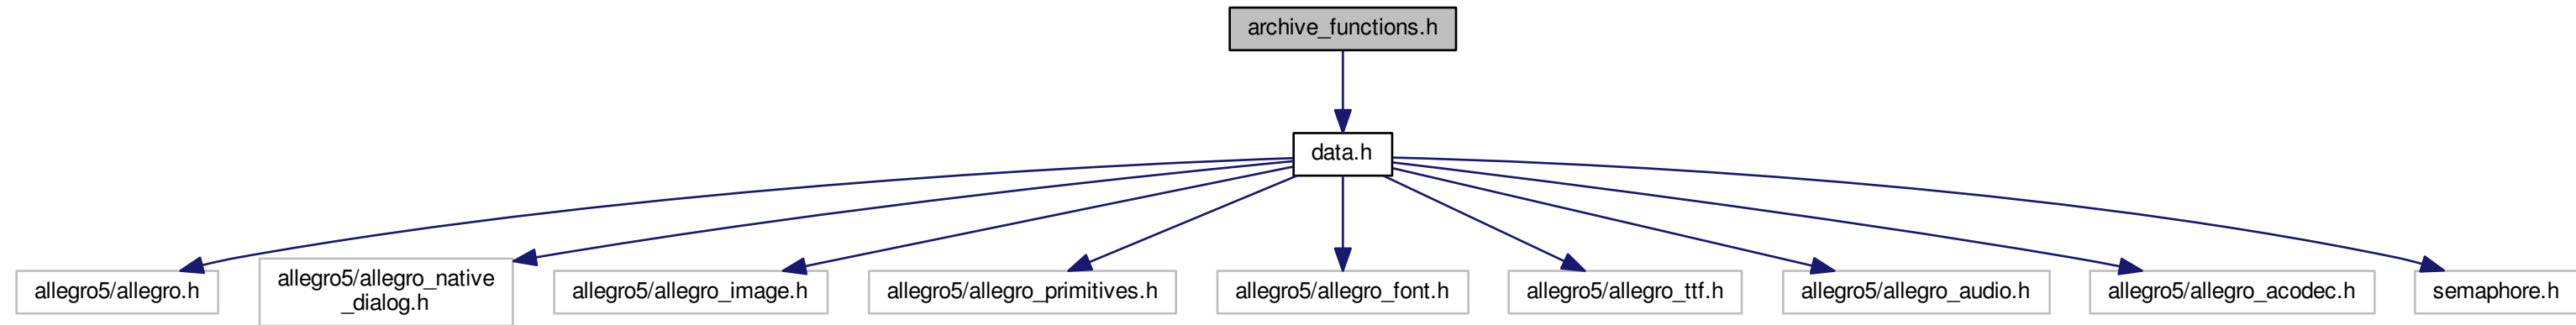 archive_functions.h
data.h
allegro5/allegro.h
allegro5/allegro_native
_dialog.h
allegro5/allegro_image.h
allegro5/allegro_primitives.h
allegro5/allegro_font.h
allegro5/allegro_ttf.h
allegro5/allegro_audio.h
allegro5/allegro_acodec.h
semaphore.h